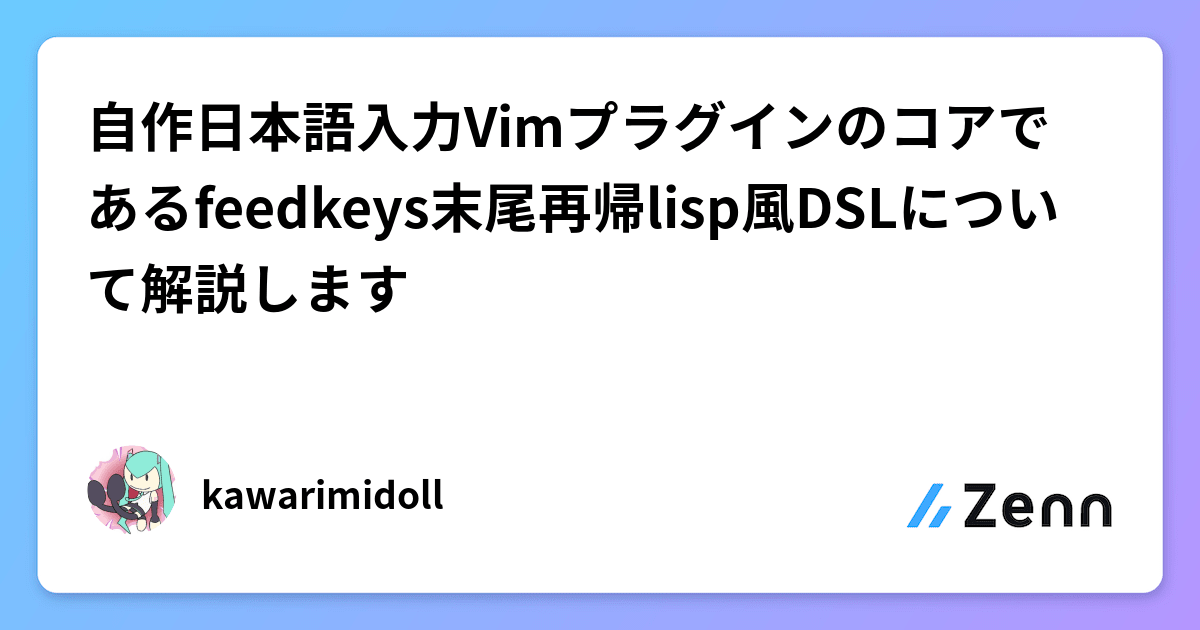 自作日本語入力Vimプラグインのコアで
あるfeedkeys末尾再帰lisp風DSLについ
て解説します
kawarimidoll
Zenn